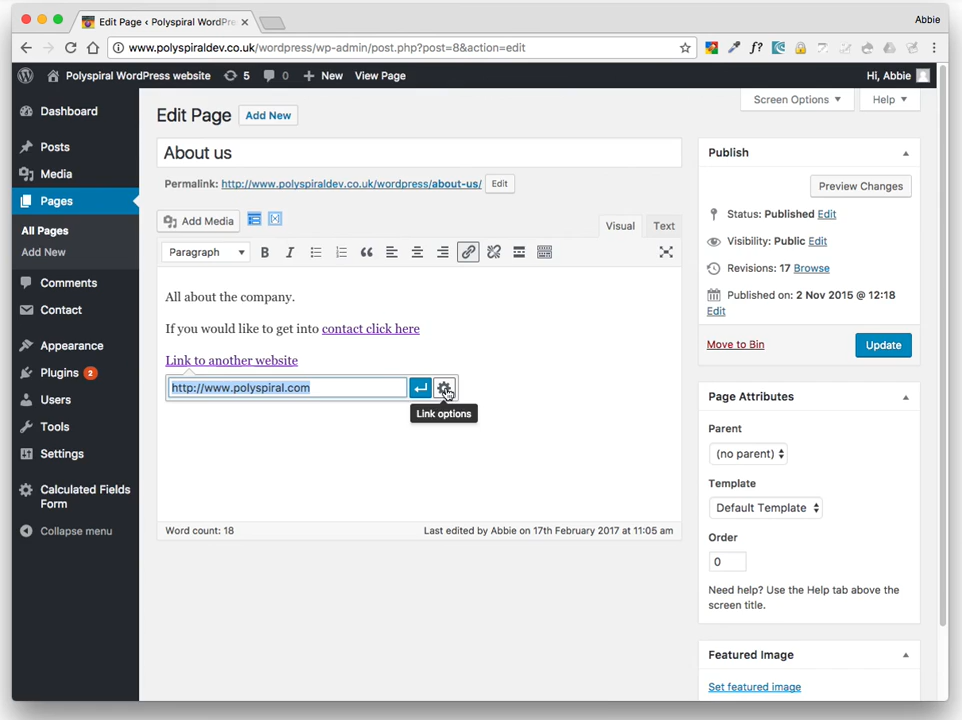 Edit Page ‹ Polyspiral WordPre
Abbie
www.polyspiraldev.co.uk/wordpress/wp-admin/post.php?post=8&action=edit
f?
Polyspiral WordPress website
5
0
New
View Page
Hi, Abbie
Dashboard
Posts
Media
Pages
All Pages
Add New
Comments
Contact
Appearance
Plugins 2
Users
Tools
Settings
Calculated Fields
Form
Collapse menu
Screen Options
Help
Edit Page
Add New
About us
Permalink: http://www.polyspiraldev.co.uk/wordpress/about-us/ Edit
Add Media
Visual
Text
Paragraph
B
I
All about the company.
If you would like to get into contact click here
Link to another website
http://www.polyspiral.com
Link options
Word count: 18
Last edited by Abbie on 17th February 2017 at 11:05 am
Publish
Preview Changes
Status: Published Edit
Visibility: Public Edit
Revisions: 17 Browse
Published on: 2 Nov 2015 @ 12:18
Edit
Move to Bin
Update
Page Attributes
Parent
(no parent)
Template
Default Template
Order
0
Need help? Use the Help tab above the
screen title.
Featured Image
Set featured image